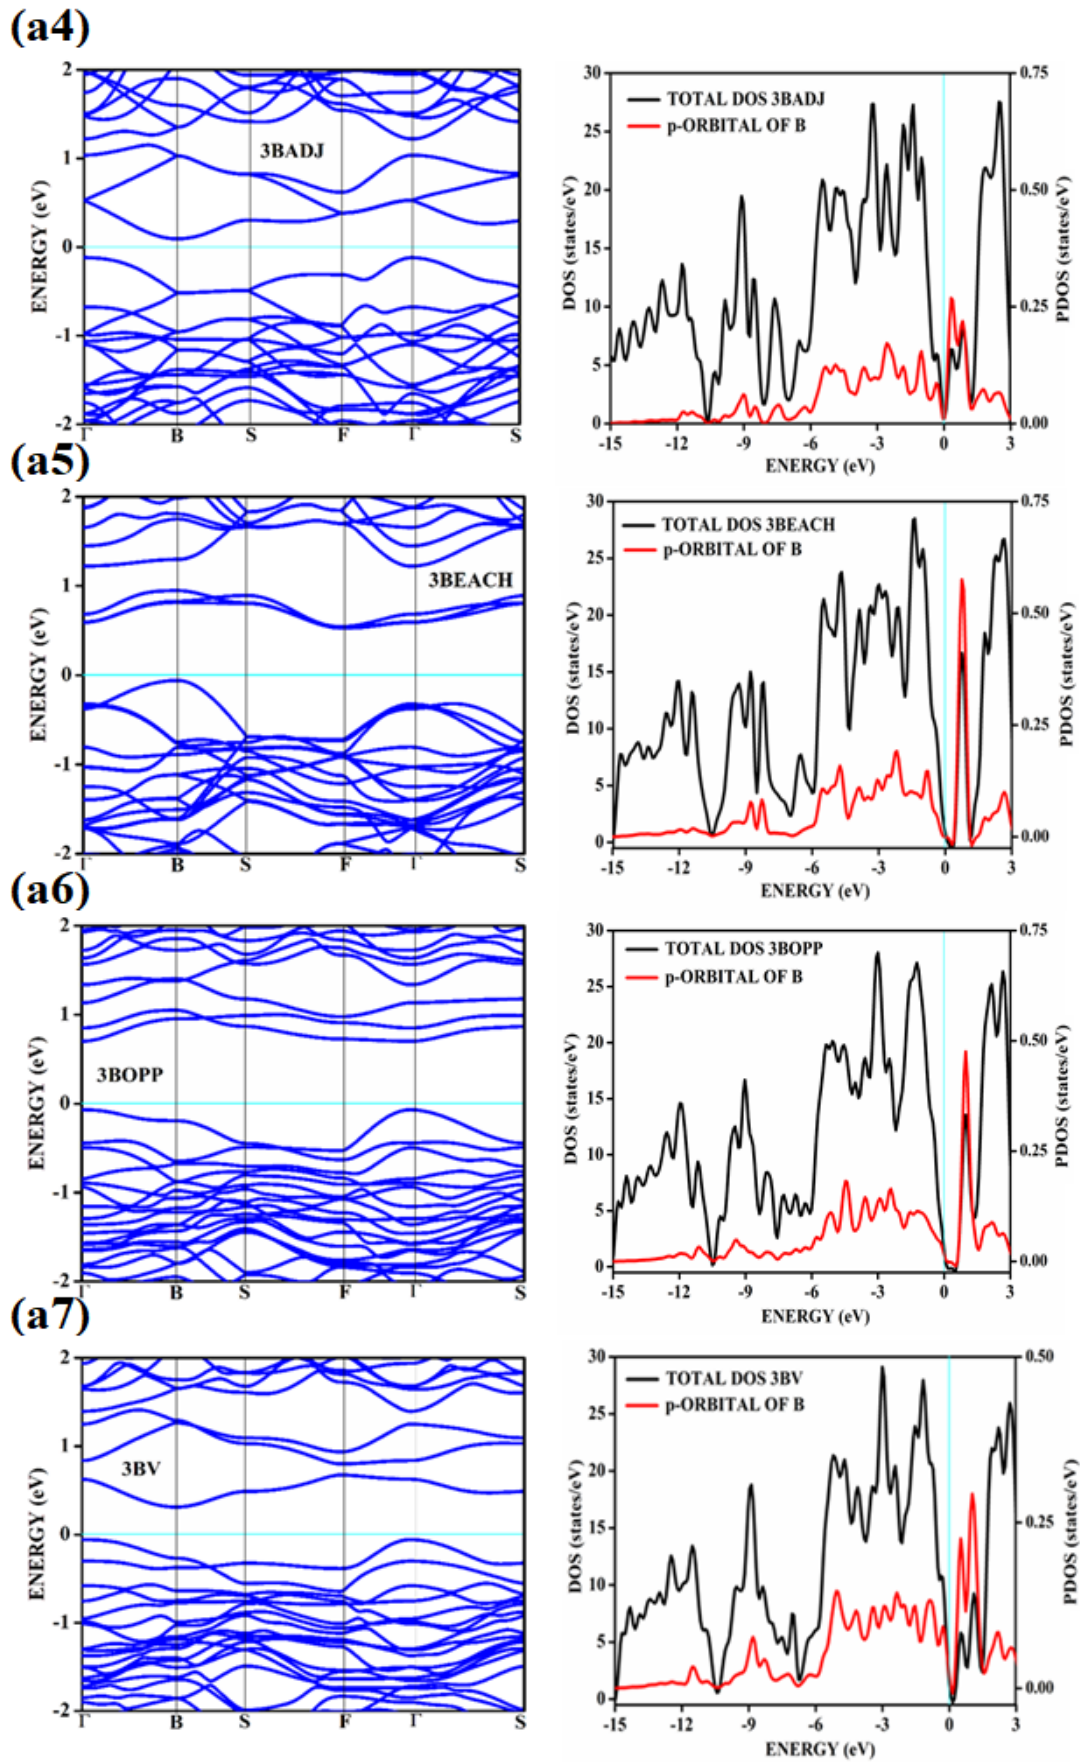 (a4)
2
1
0
-1
-2
ENERGY (eV)
3BADJ
Γ B S F Γ S
30
25
20
15
10
5
0
DOS (states/eV)
TOTAL DOS 3BADJ
p-ORBITAL OF B
0.75
0.50
0.25
0.00
PDOS (states/eV)
-15 -12 -9 -6 -3 0 3
ENERGY (eV)
(a5)
2
1
0
-1
-2
ENERGY (eV)
3BEACH
Γ B S F Γ S
30
25
20
15
10
5
0
DOS (states/eV)
TOTAL DOS 3BEACH
p-ORBITAL OF B
0.75
0.50
0.25
0.00
PDOS (states/eV)
-15 -12 -9 -6 -3 0 3
ENERGY (eV)
(a6)
2
1
0
-1
-2
ENERGY (eV)
3BOPP
Γ B S F Γ S
30
25
20
15
10
5
0
DOS (states/eV)
TOTAL DOS 3BOPP
p-ORBITAL OF B
0.75
0.50
0.25
0.00
PDOS (states/eV)
-15 -12 -9 -6 -3 0 3
ENERGY (eV)
(a7)
2
1
0
-1
-2
ENERGY (eV)
3BV
Γ B S F Γ S
30
25
20
15
10
5
0
DOS (states/eV)
TOTAL DOS 3BV
p-ORBITAL OF B
0.50
0.25
0.00
PDOS (states/eV)
-15 -12 -9 -6 -3 0 3
ENERGY (eV)